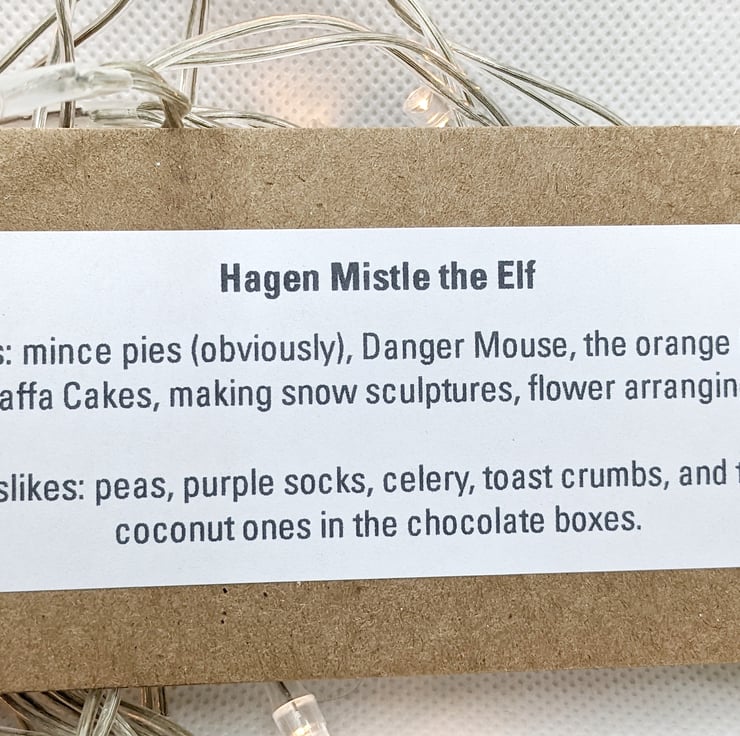 Hagen Mistle the Elf
s: mince pies (obviously), Danger Mouse, the orange
affa Cakes, making snow sculptures, flower arrangin
slikes: peas, purple socks, celery, toast crumbs, and
coconut ones in the chocolate boxes.